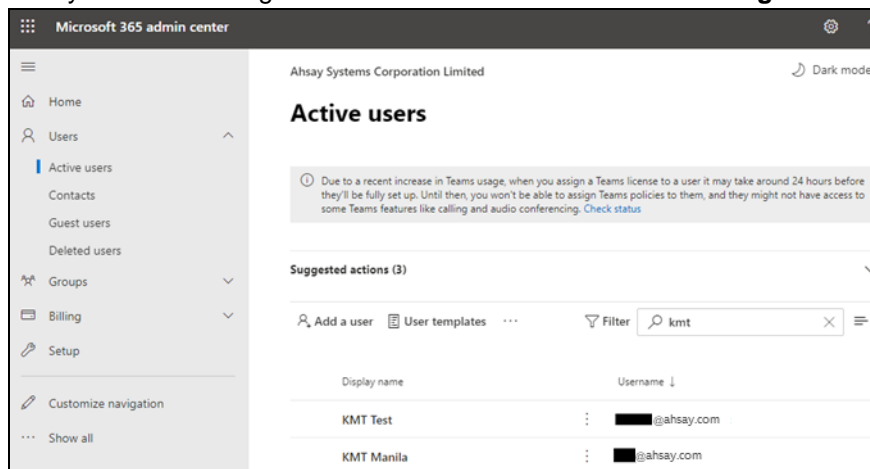 Microsoft 365 admin center
Ahsay Systems Corporation Limited
Dark mode
Home
Users
Active users
Contacts
Guest users
Deleted users
Groups
Billing
Setup
Customize navigation
Show all
Active users
Due to a recent increase in Teams usage, when you assign a Teams license to a user it may take around 24 hours before
they'll be fully set up. Until then, you won't be able to assign Teams policies to them, and they might not have access to
some Teams features like calling and audio conferencing. Check status
Suggested actions (3)
Add a user User templates ... Filter kmt
Display name Username ↓
KMT Test @ahsay.com
KMT Manila @ahsay.com